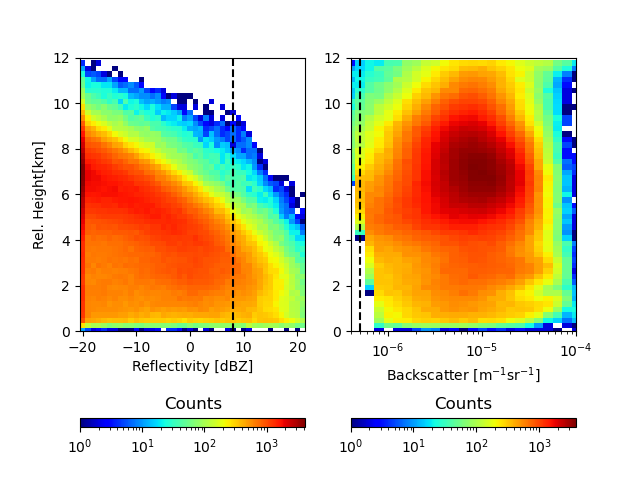 12
10
8
6
4
2
0
Rel. Height[km]
−20 −10 0 10 20
Reflectivity [dBZ]
12
10
8
6
4
2
0
10⁻⁶ 10⁻⁵ 10⁻⁴
Backscatter [m⁻¹sr⁻¹]
Counts
10⁰ 10¹ 10² 10³
Counts
10⁰ 10¹ 10² 10³